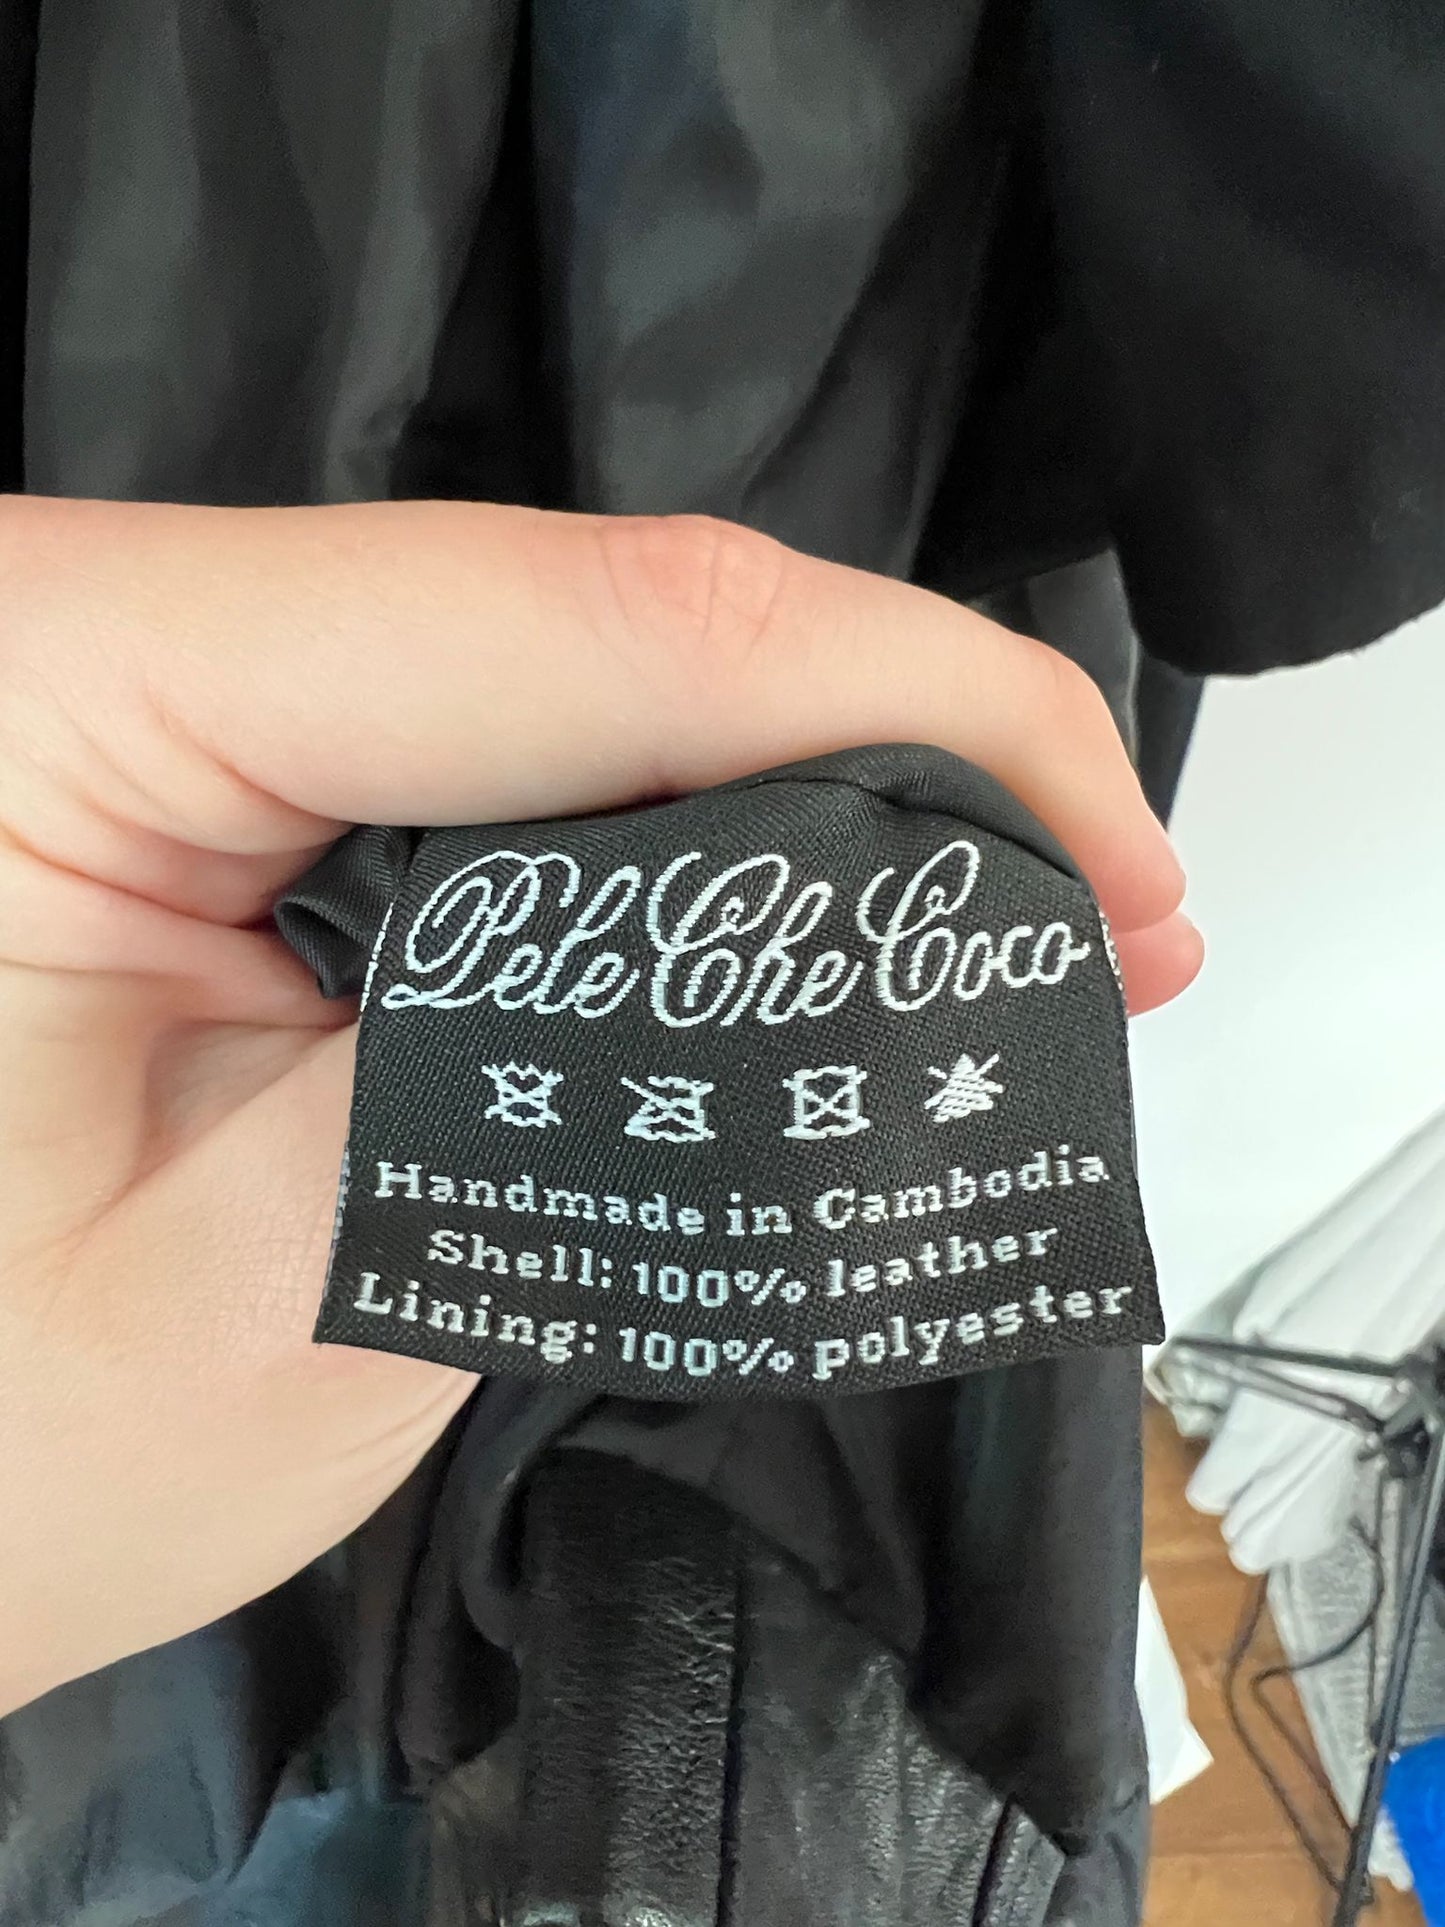 Pele Che Coco
Handmade in Cambodia
Shell: 100% leather
Lining: 100% polyester